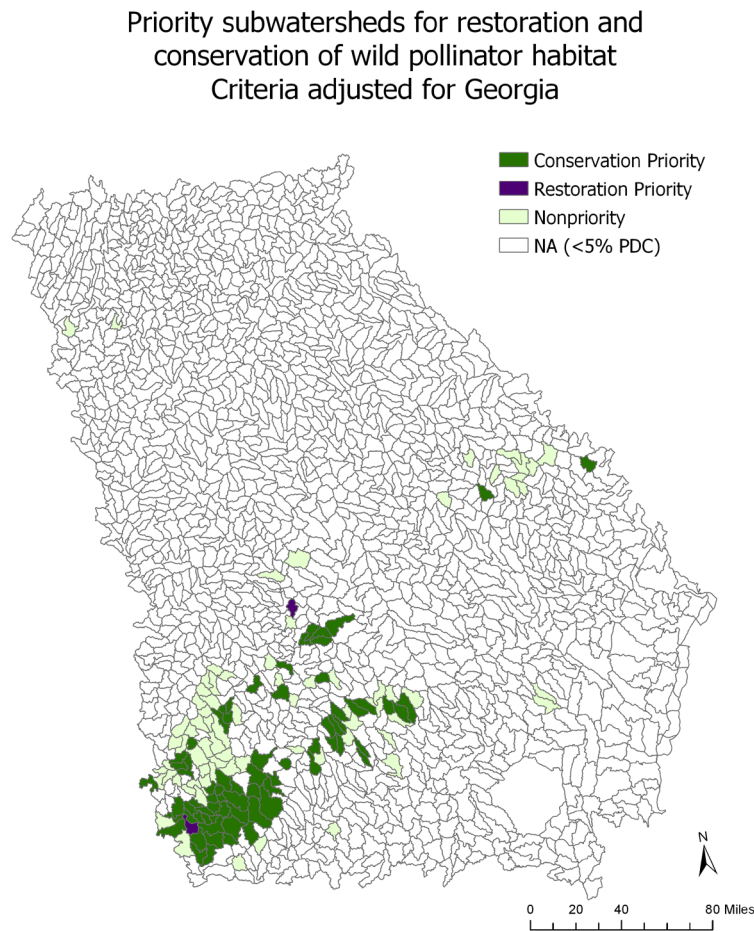 Priority subwatersheds for restoration and
conservation of wild pollinator habitat
Criteria adjusted for Georgia
Conservation Priority
Restoration Priority
Nonpriority
NA (<5% PDC)
N
0 20 40 80 Miles